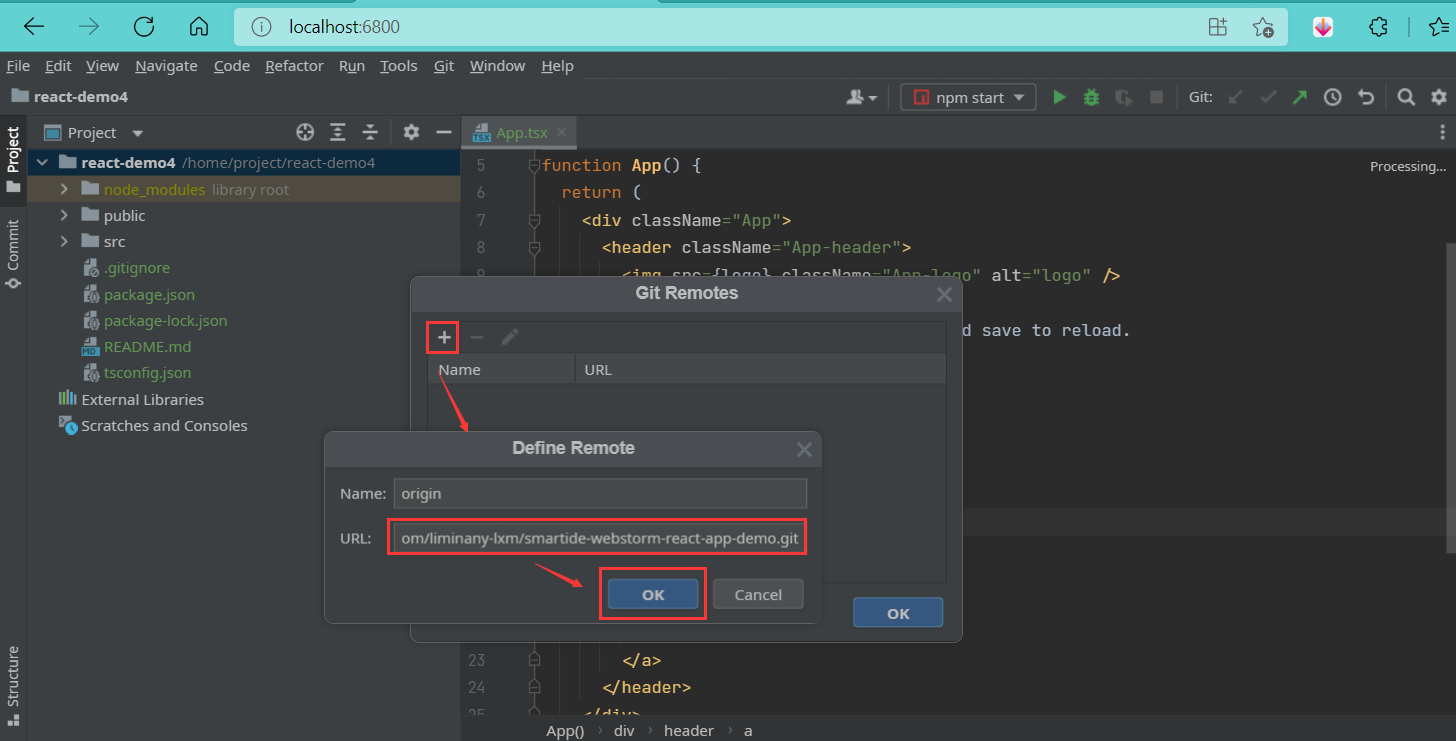 localhost:6800
File Edit View Navigate Code Refactor Run Tools Git Window Help
react-demo4
npm start
Git:
Project
Commit
Structure
Project
react-demo4 /home/project/react-demo4
node_modules library root
public
src
.gitignore
package.json
package-lock.json
README.md
tsconfig.json
External Libraries
Scratches and Consoles
App.tsx
Processing...
5 function App() {
6 return (
7 <div className="App">
8 <header className="App-header">
9 <img src={logo} className="App-logo" alt="logo" />
d save to reload.
23 </a>
24 </header>
25 </div>
App() › div › header › a
Git Remotes
Name URL
OK
Define Remote
Name: origin
URL: om/liminany-lxm/smartide-webstorm-react-app-demo.git
OK Cancel